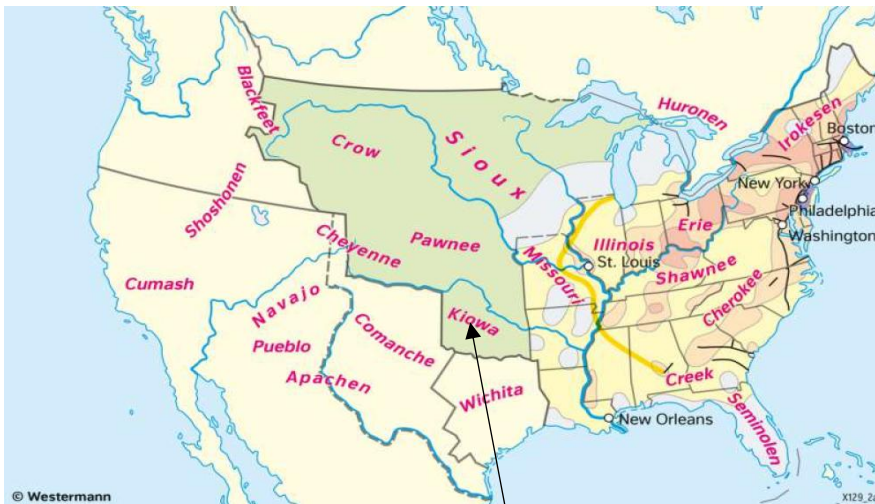 Blackfeet
Huronen
Irokesen
Boston
Crow
Sioux
New York
Philadelphia
Washington
Shoshonen
Erie
Illinois
Cheyenne
Pawnee
St. Louis
Missouri
Shawnee
Cumash
Navajo
Kiowa
Cherokee
Pueblo
Comanche
Apachen
Wichita
Creek
Seminolen
New Orleans
© Westermann